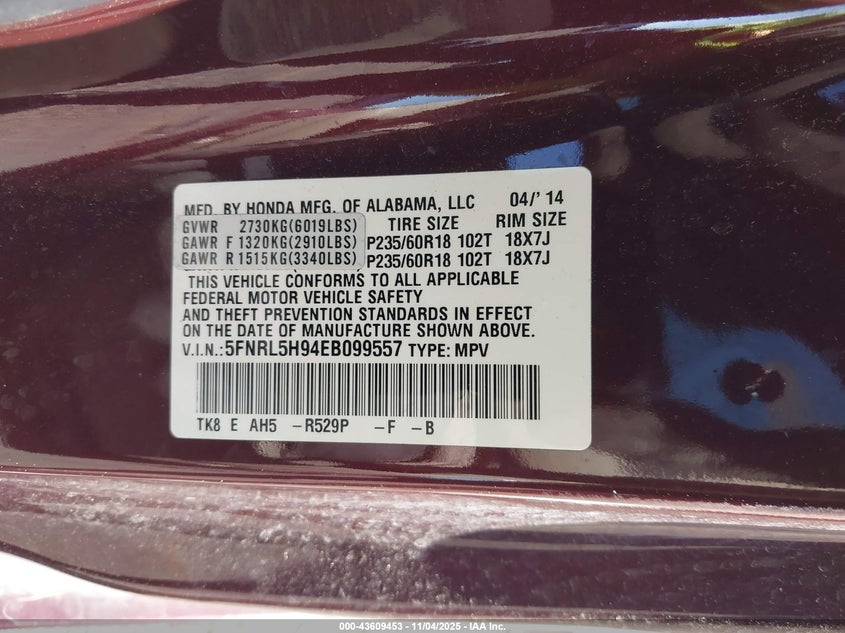 MFD. BY HONDA MFG. OF ALABAMA, LLC 04/'14
GVWR 2730KG(6019LBS) TIRE SIZE RIM SIZE
GAWR F 1320KG(2910LBS) P235/60R18 102T 18X7J
GAWR R 1515KG(3340LBS) P235/60R18 102T 18X7J
THIS VEHICLE CONFORMS TO ALL APPLICABLE
FEDERAL MOTOR VEHICLE SAFETY
AND THEFT PREVENTION STANDARDS IN EFFECT
ON THE DATE OF MANUFACTURE SHOWN ABOVE.
V.I.N.:5FNRL5H94EB099557 TYPE: MPV
TK8 E AH5 -R529P -F -B
000-43609453 - 11/04/2025 - IAA Inc.